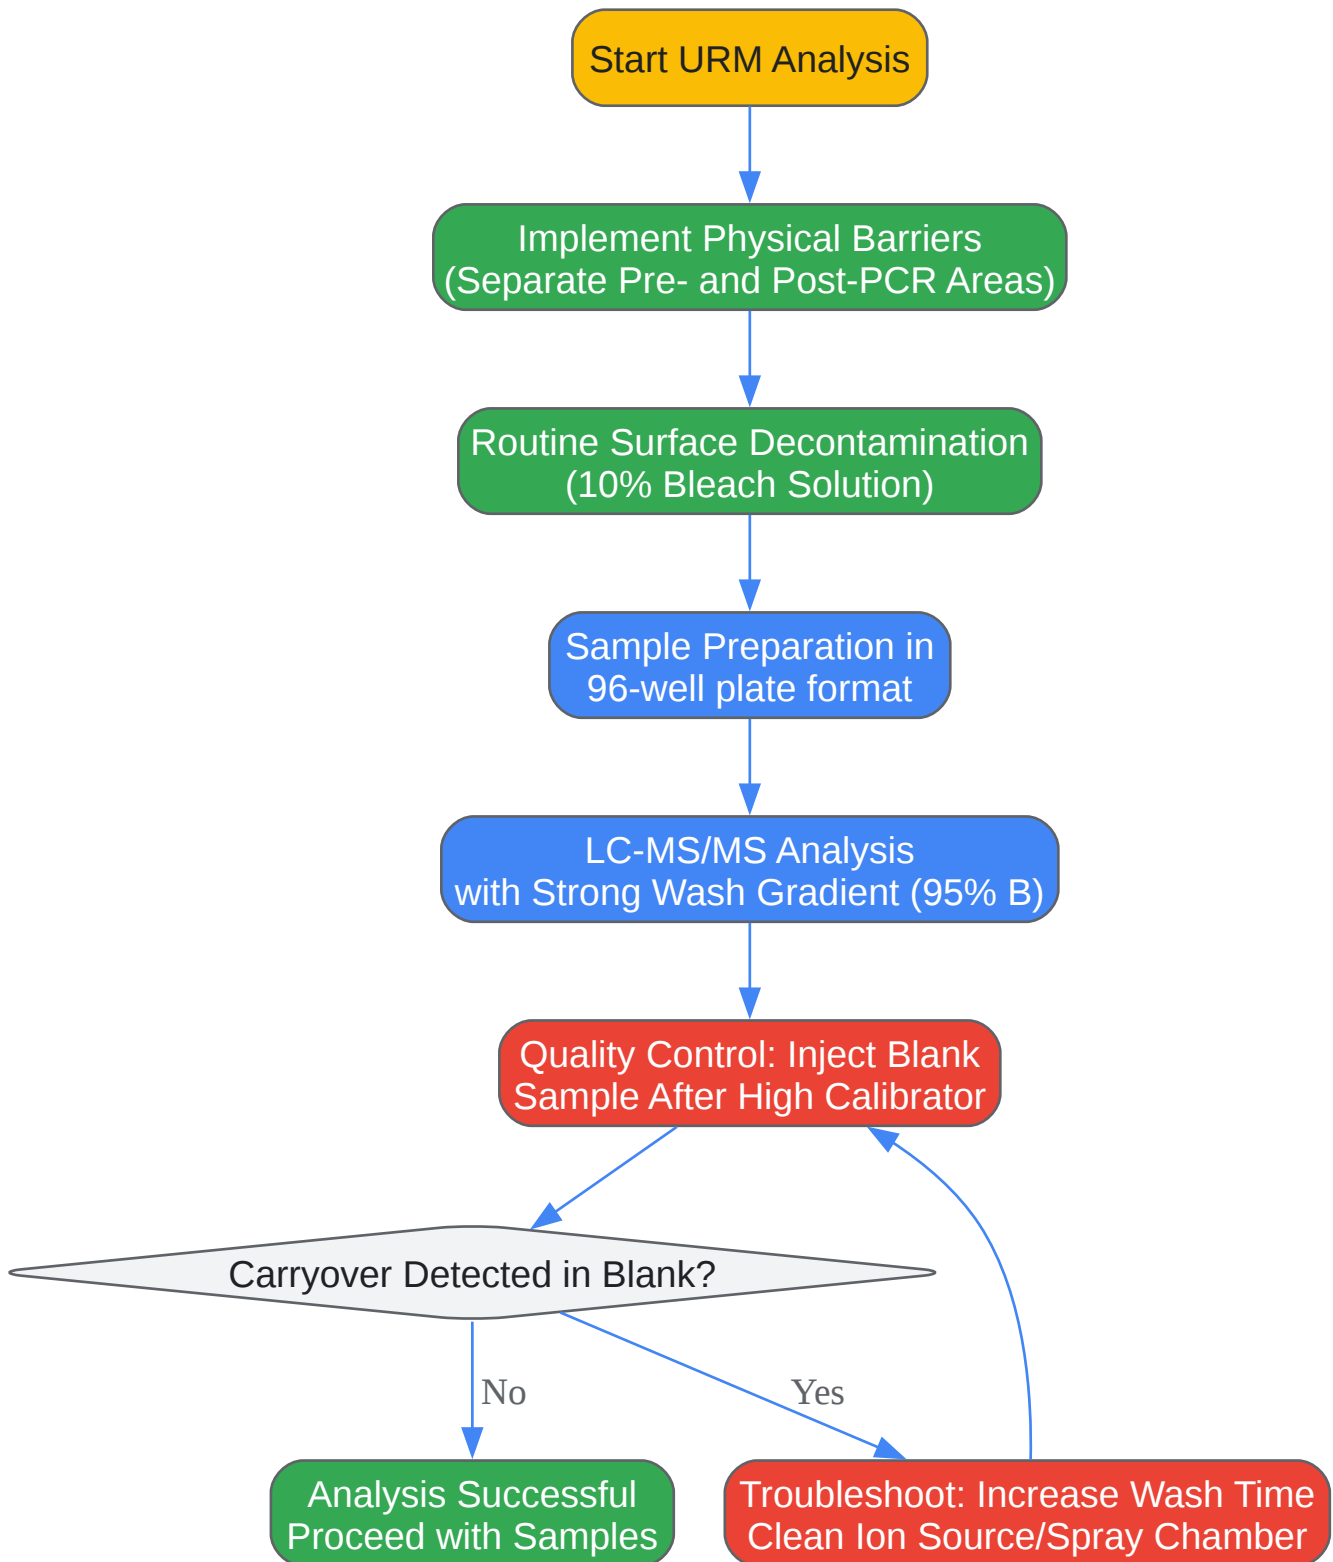 Start URM Analysis
Implement Physical Barriers
(Separate Pre- and Post-PCR Areas)
Routine Surface Decontamination
(10% Bleach Solution)
Sample Preparation in
96-well plate format
LC-MS/MS Analysis
with Strong Wash Gradient (95% B)
Quality Control: Inject Blank
Sample After High Calibrator
Carryover Detected in Blank?
No
Yes
Analysis Successful
Proceed with Samples
Troubleshoot: Increase Wash Time
Clean Ion Source/Spray Chamber